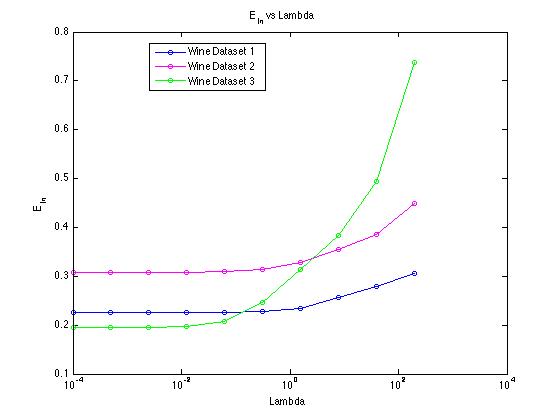 E_in vs Lambda
Wine Dataset 1
Wine Dataset 2
Wine Dataset 3
0.8
0.7
0.6
0.5
0.4
0.3
0.2
0.1
E_in
10^-4
10^-2
10^0
10^2
10^4
Lambda